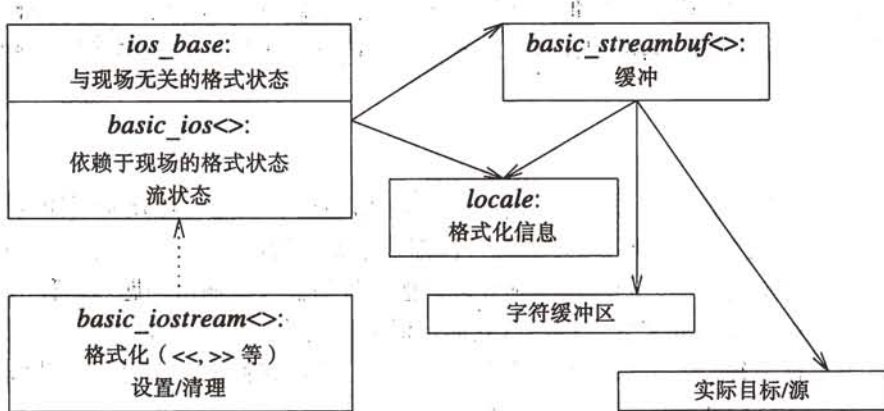 ios_base:
与现场无关的格式状态
basic_ios<>:
依赖于现场的格式状态
流状态
basic_streambuf<>:
缓冲
locale:
格式化信息
字符缓冲区
basic_iostream<>:
格式化（<<, >> 等）
设置/清理
实际目标/源